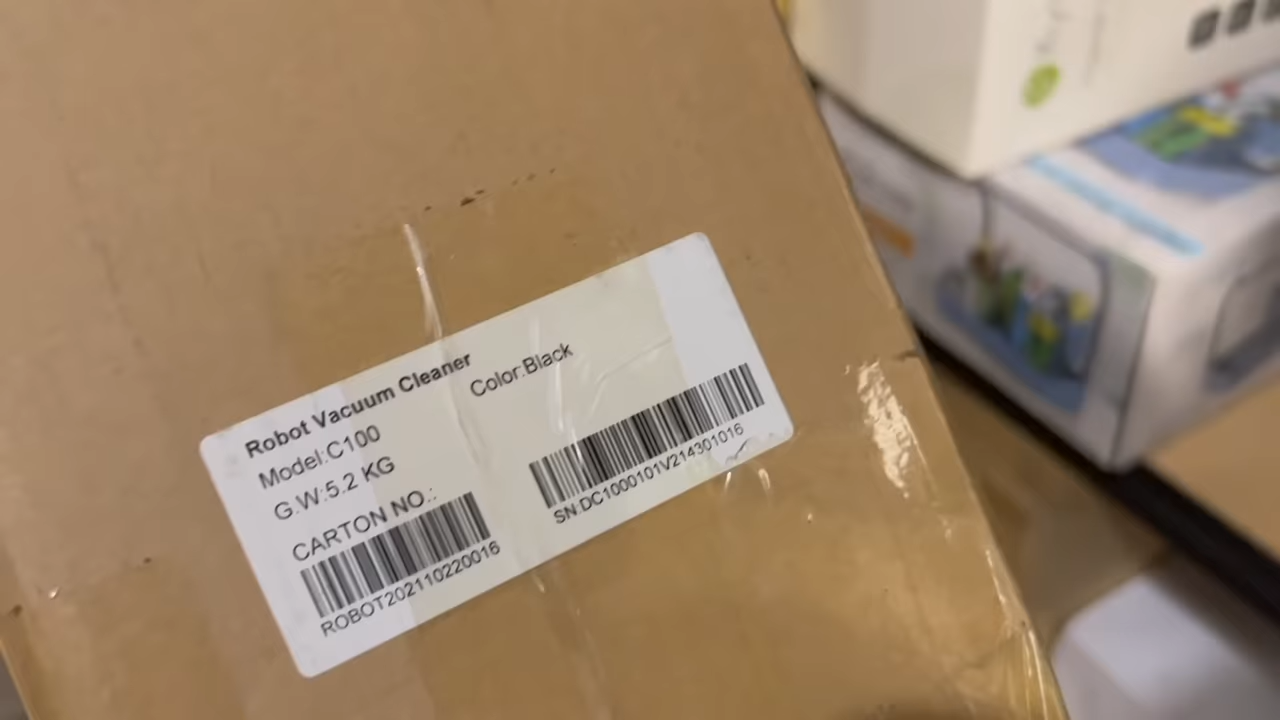 Robot Vacuum Cleaner
Model:C100
Color:Black
G.W:5.2 KG
CARTON NO.:
ROBOT202110220016
SN:DC1000101V214301016